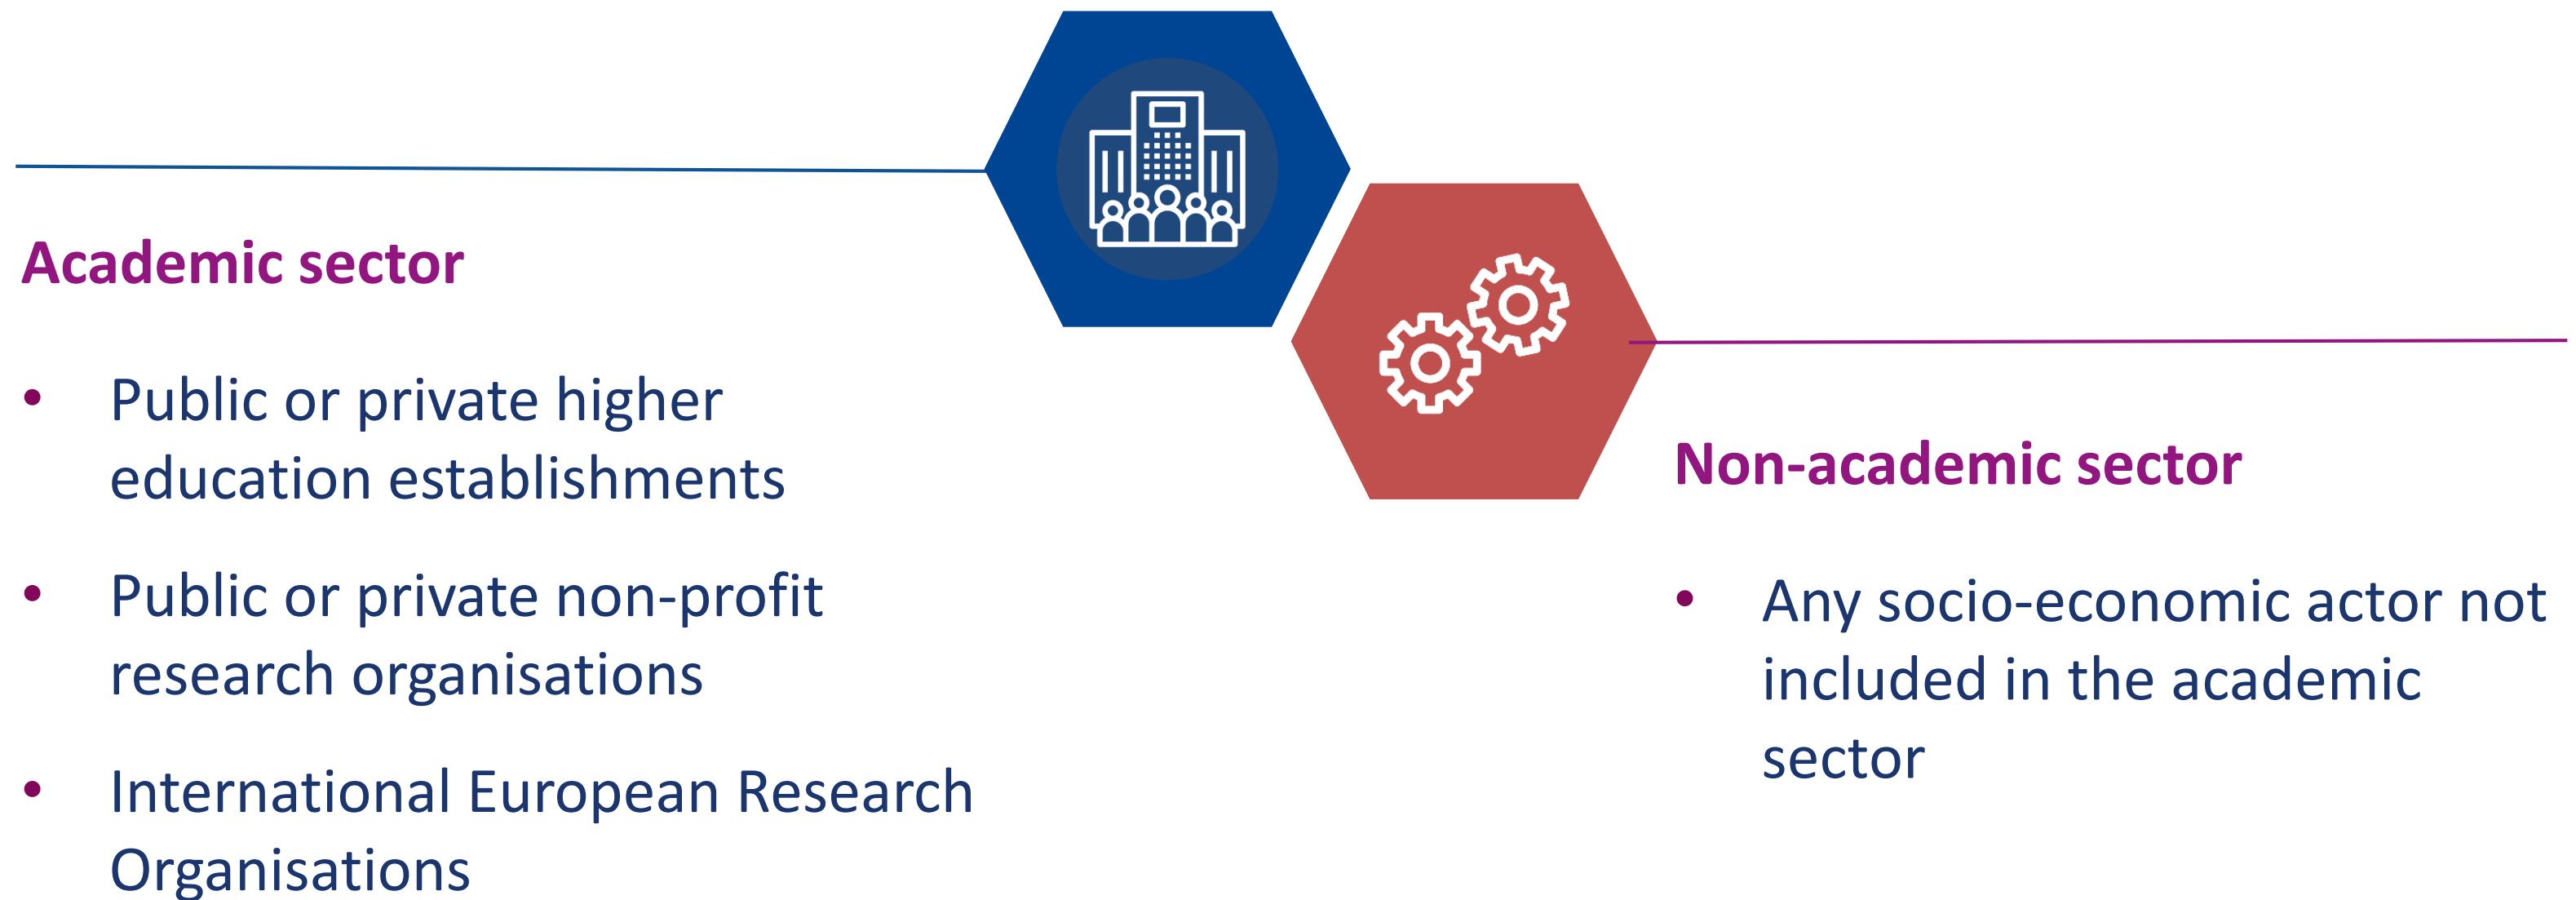 Academic sector
• Public or private higher
education establishments
• Public or private non-profit
research organisations
• International European Research
Organisations
Non-academic sector
• Any socio-economic actor not
included in the academic
sector